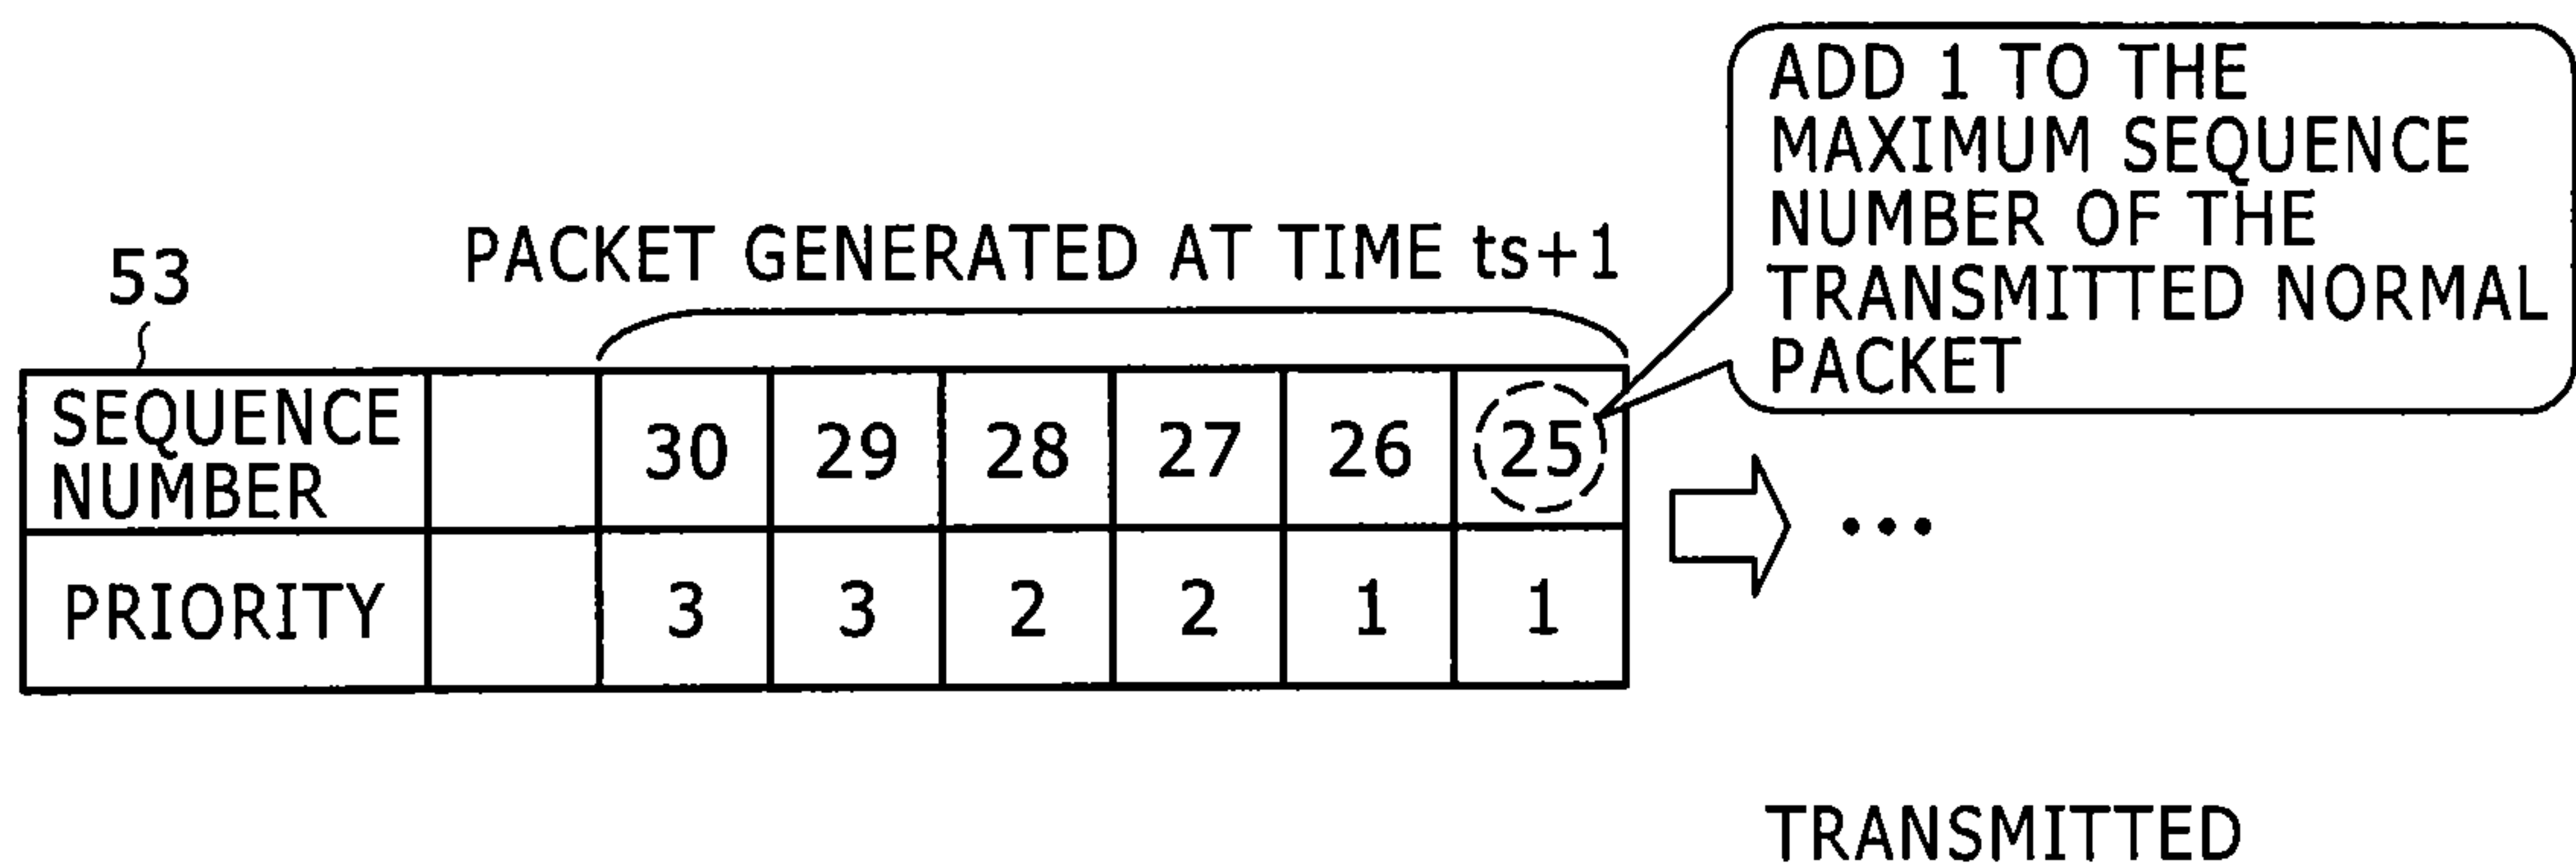 ADD 1 TO THE
MAXIMUM SEQUENCE
NUMBER OF THE
TRANSMITTED NORMAL
PACKET
PACKET GENERATED AT TIME ts+1
53
SEQUENCE
NUMBER
30 29 28 27 26 25
PRIORITY
3 3 2 2 1 1
•••
TRANSMITTED